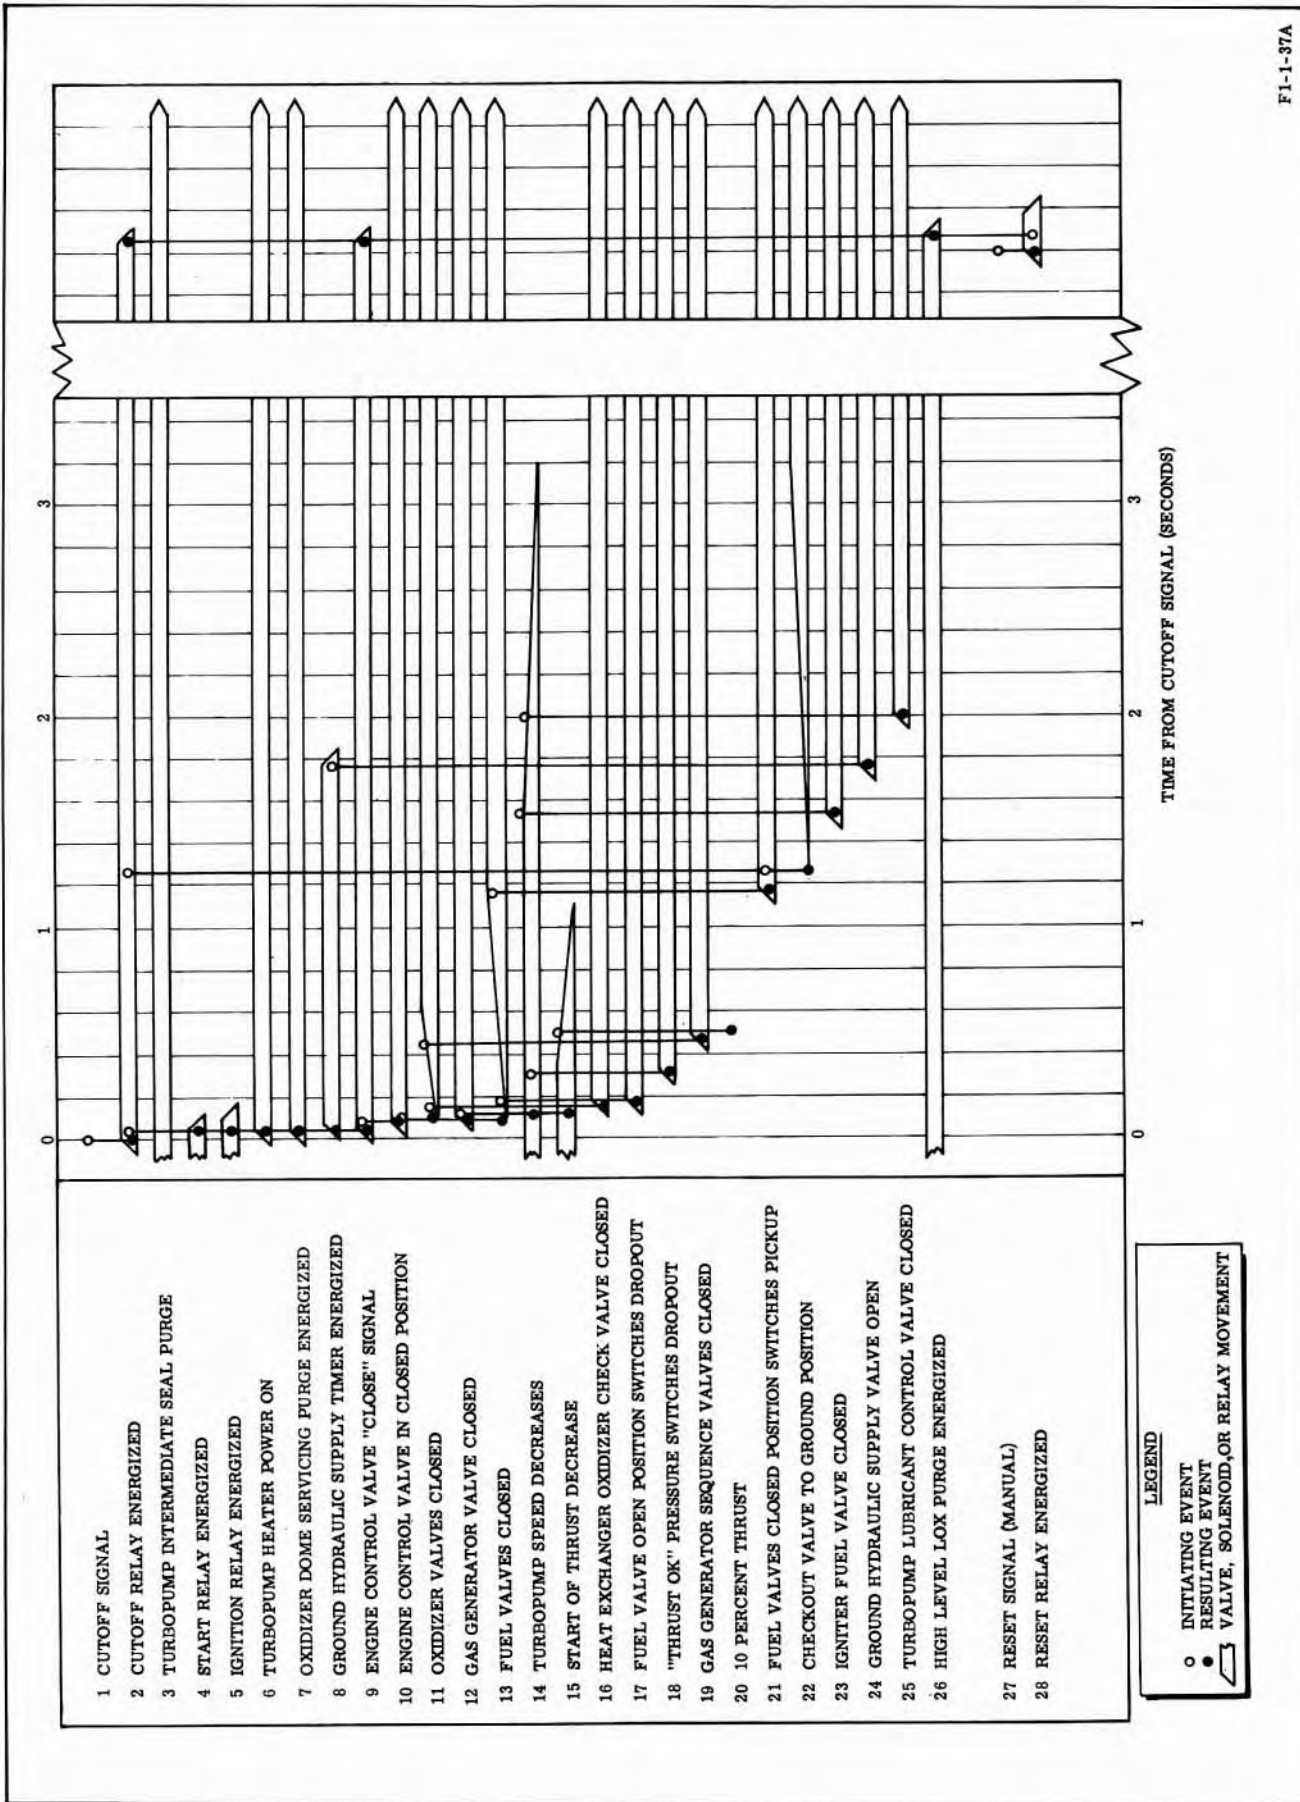 0 1 2 3
1 CUTOFF SIGNAL
2 CUTOFF RELAY ENERGIZED
3 TURBOPUMP INTERMEDIATE SEAL PURGE
4 START RELAY ENERGIZED
5 IGNITION RELAY ENERGIZED
6 TURBOPUMP HEATER POWER ON
7 OXIDIZER DOME SERVICING PURGE ENERGIZED
8 GROUND HYDRAULIC SUPPLY TIMER ENERGIZED
9 ENGINE CONTROL VALVE "CLOSE" SIGNAL
10 ENGINE CONTROL VALVE IN CLOSED POSITION
11 OXIDIZER VALVES CLOSED
12 GAS GENERATOR VALVE CLOSED
13 FUEL VALVES CLOSED
14 TURBOPUMP SPEED DECREASES
15 START OF THRUST DECREASE
16 HEAT EXCHANGER OXIDIZER CHECK VALVE CLOSED
17 FUEL VALVE OPEN POSITION SWITCHES DROPOUT
18 "THRUST OK" PRESSURE SWITCHES DROPOUT
19 GAS GENERATOR SEQUENCE VALVES CLOSED
20 10 PERCENT THRUST
21 FUEL VALVES CLOSED POSITION SWITCHES PICKUP
22 CHECKOUT VALVE TO GROUND POSITION
23 IGNITER FUEL VALVE CLOSED
24 GROUND HYDRAULIC SUPPLY VALVE OPEN
25 TURBOPUMP LUBRICANT CONTROL VALVE CLOSED
26 HIGH LEVEL LOX PURGE ENERGIZED
27 RESET SIGNAL (MANUAL)
28 RESET RELAY ENERGIZED
0 1 2 3
TIME FROM CUTOFF SIGNAL (SECONDS)
LEGEND
INITIATING EVENT
RESULTING EVENT
VALVE, SOLENOID,OR RELAY MOVEMENT
F1-1-37A